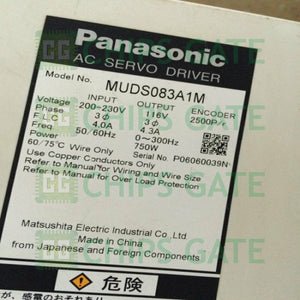 Panasonic
AC SERVO DRIVER
Model No. MUDS083A1M
INPUT OUTPUT ENCODER
Voltage 200-230V 116V 2500P/r
Phase 3ϕ 3ϕ
F.L.C 4.0A 4.3A
Freq. 50/60Hz 0~300Hz
Power 750W
60/75℃ Wire Only Serial P06060039N
Use Copper Conductors Only
Refer to Manual for Wiring and Wire Size
Refer to Manual for Over Load Protection
Matsushita Electric Industrial Co.,Ltd
Made in China
from Japanese and Foreign Components
危険
CHIPS GATE